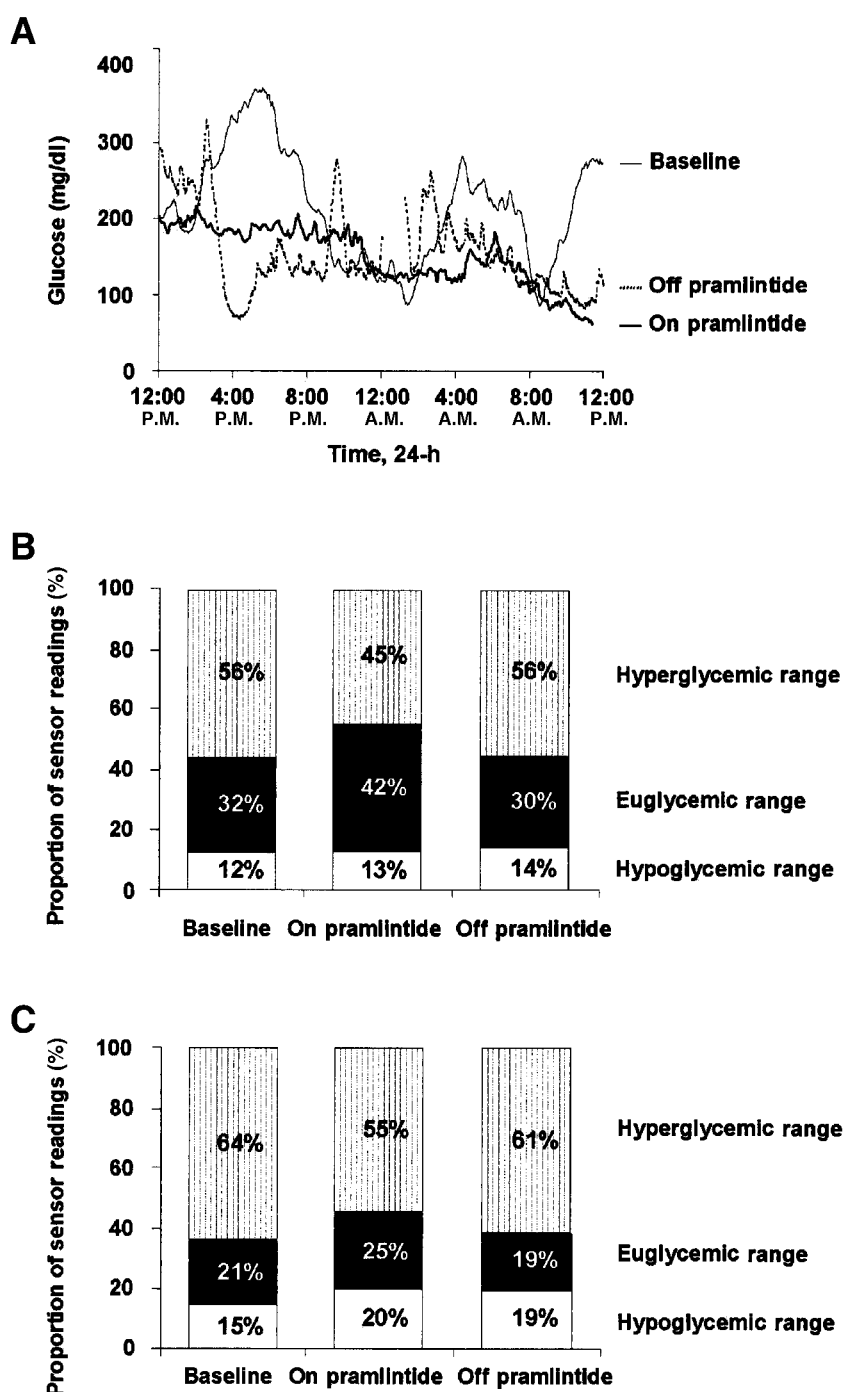 A
Glucose (mg/dl)
400
300
200
100
0
Baseline
Off pramlintide
On pramlintide
12:00 4:00 8:00 12:00 4:00 8:00 12:00
P.M. P.M. P.M. A.M. A.M. A.M. P.M.
Time, 24-h
B
Proportion of sensor readings (%)
100
80
60
40
20
0
56% 45% 56%
Hyperglycemic range
32% 42% 30%
Euglycemic range
12% 13% 14%
Hypoglycemic range
Baseline On pramlintide Off pramlintide
C
Proportion of sensor readings (%)
100
80
60
40
20
0
64% 55% 61%
Hyperglycemic range
21% 25% 19%
Euglycemic range
15% 20% 19%
Hypoglycemic range
Baseline On pramlintide Off pramlintide